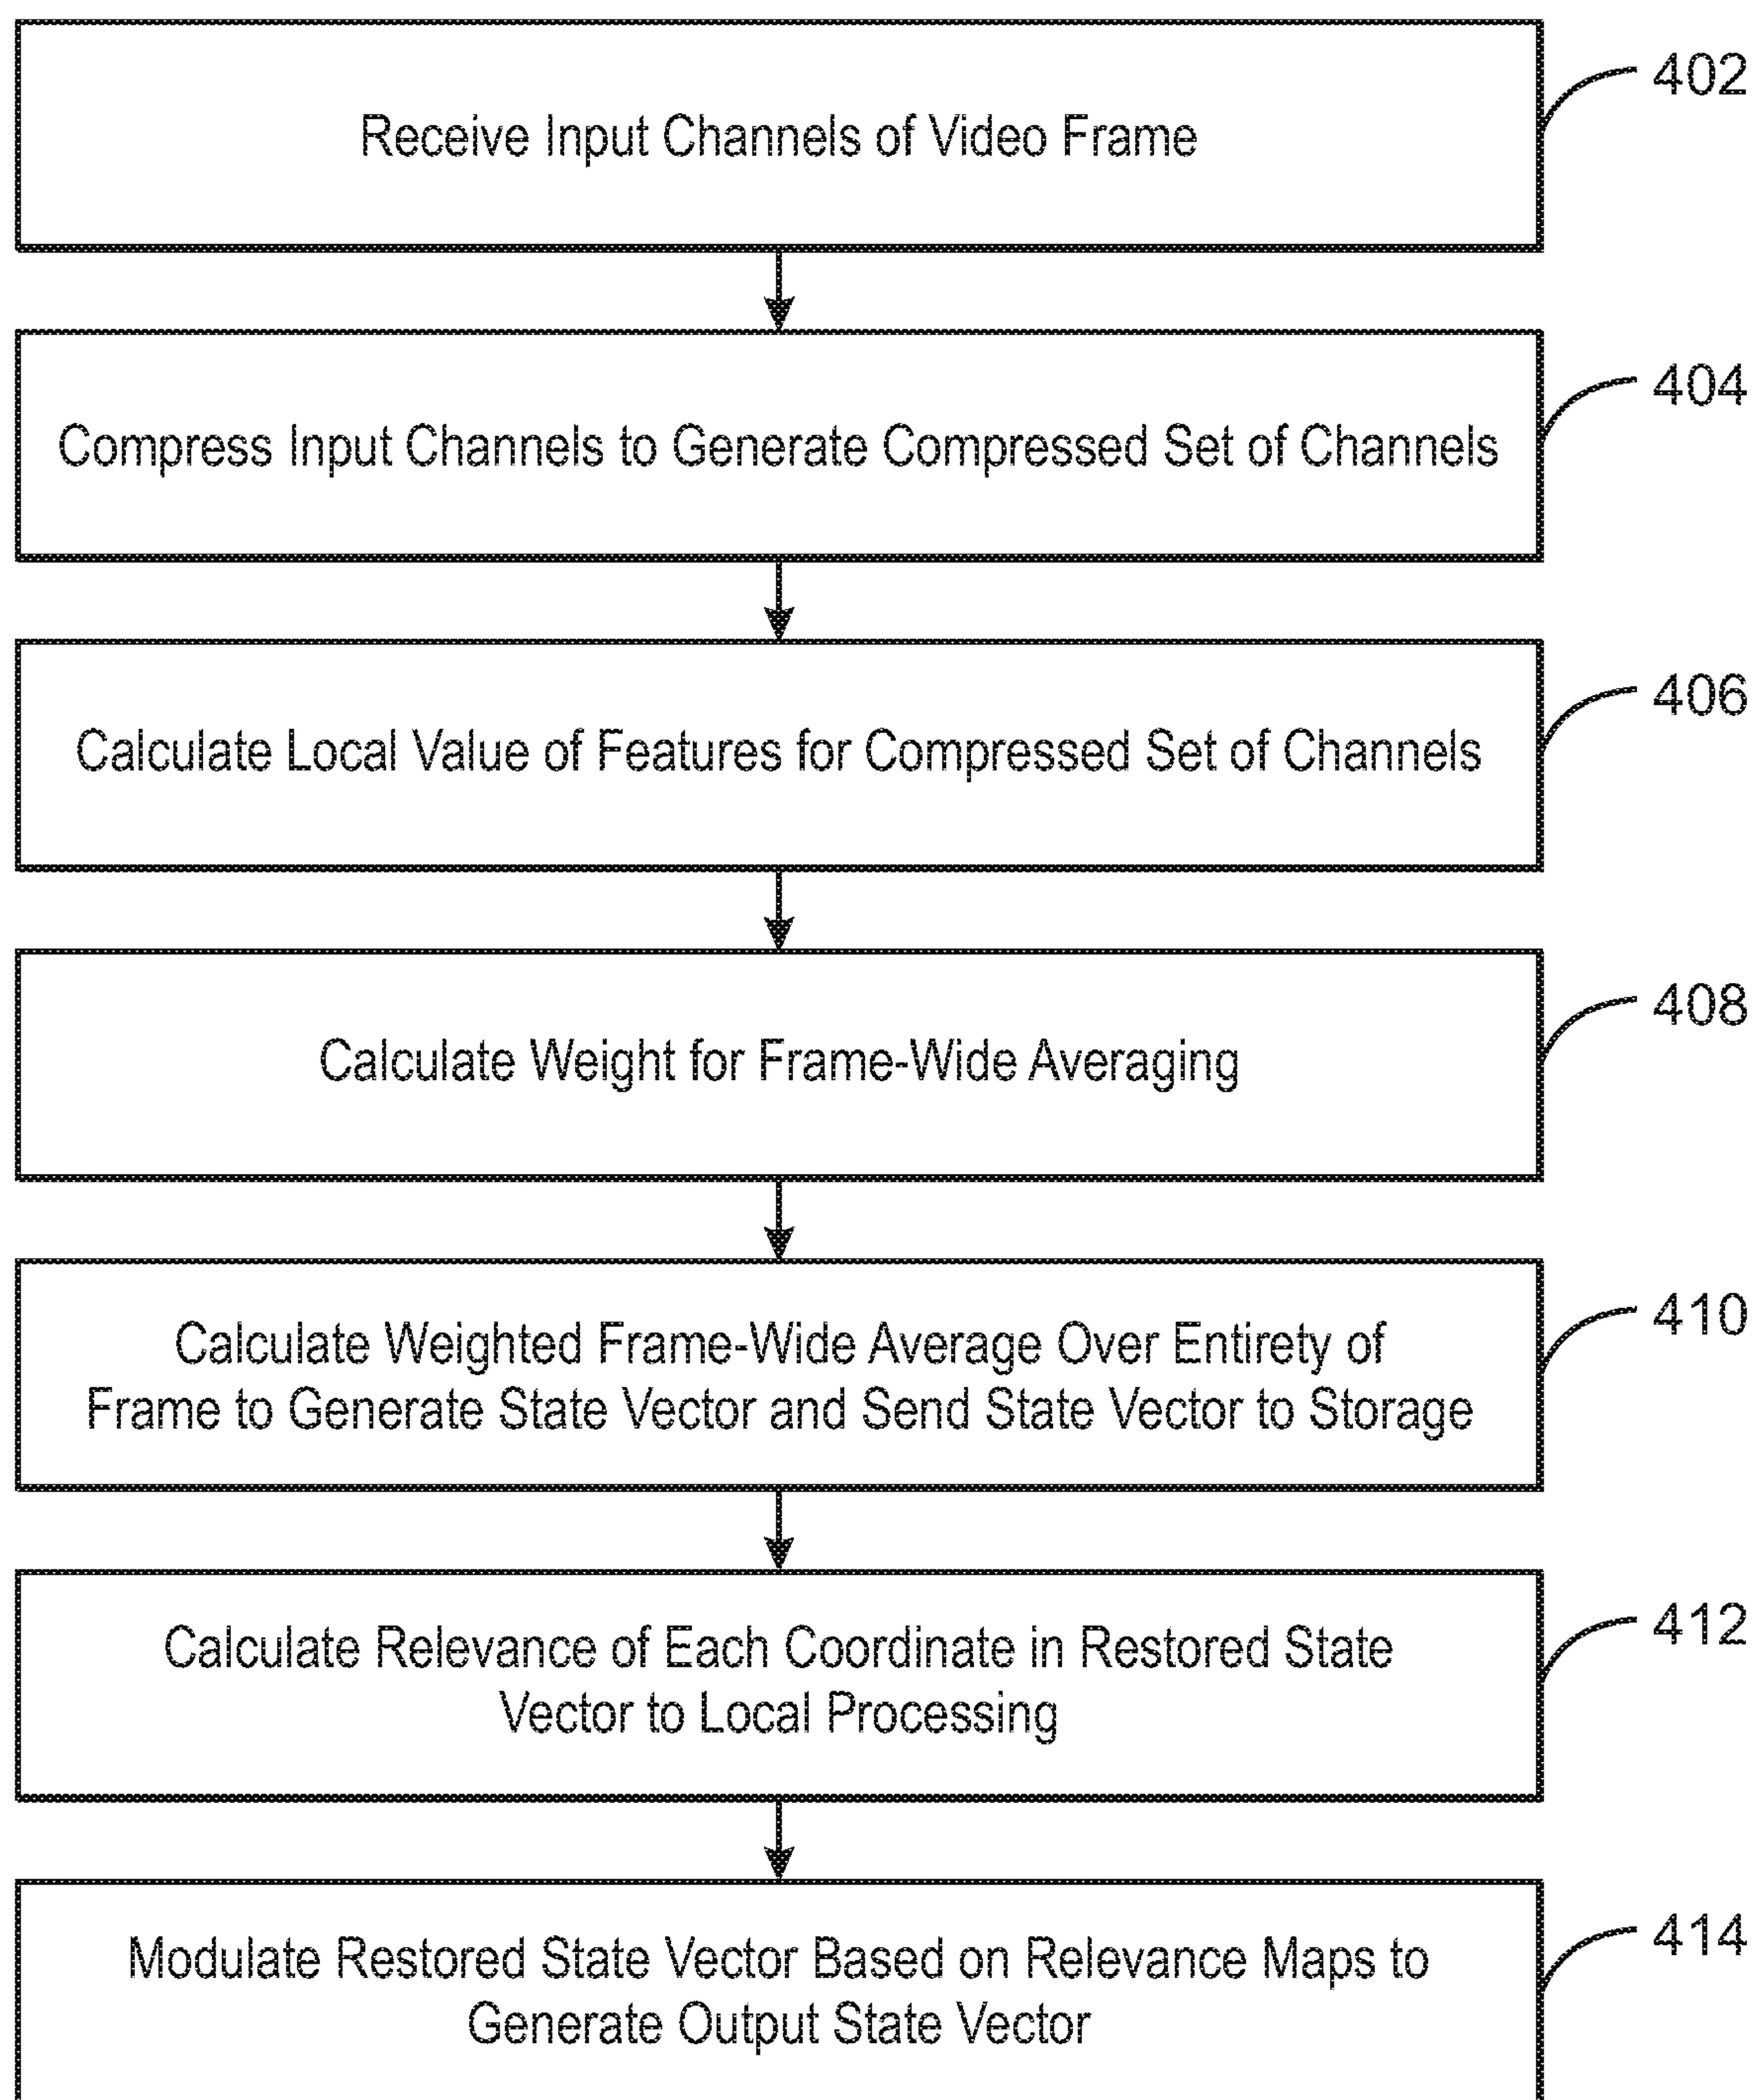 Receive Input Channels of Video Frame
402
Compress Input Channels to Generate Compressed Set of Channels
404
Calculate Local Value of Features for Compressed Set of Channels
406
Calculate Weight for Frame-Wide Averaging
408
Calculate Weighted Frame-Wide Average Over Entirety of
Frame to Generate State Vector and Send State Vector to Storage
410
Calculate Relevance of Each Coordinate in Restored State
Vector to Local Processing
412
Modulate Restored State Vector Based on Relevance Maps to
Generate Output State Vector
414